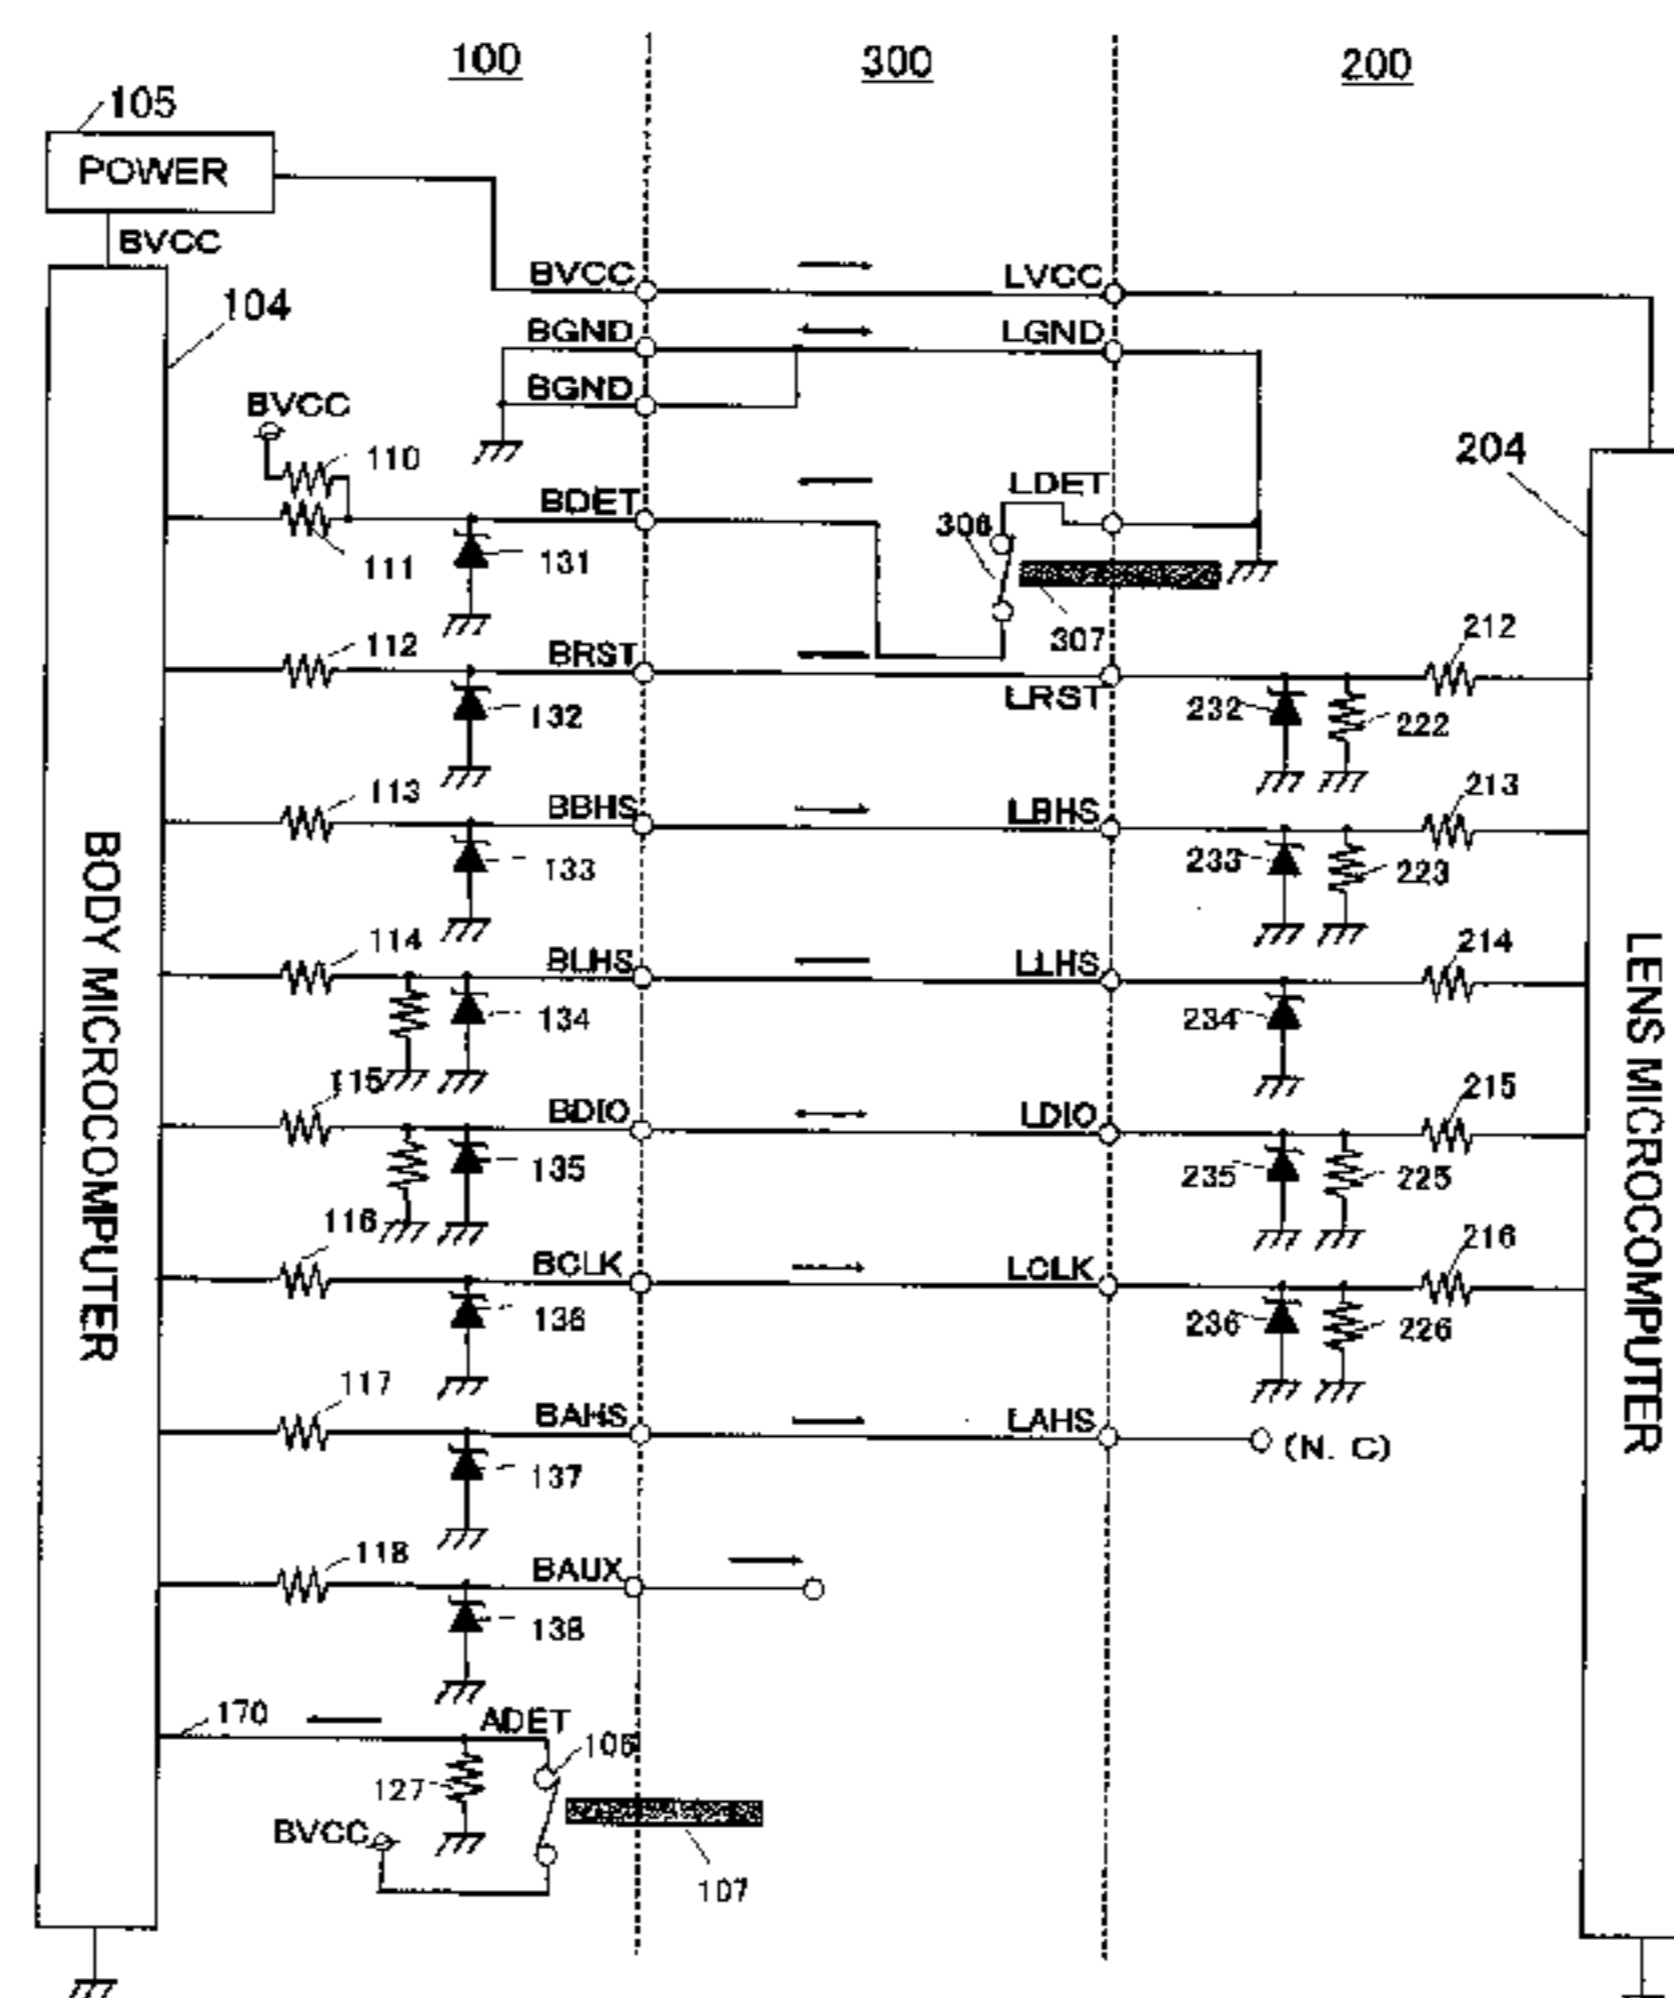 100
300
200
105
POWER
BVCC
104
BVCC
LVCC
BGND
LGND
BGND
BVCC
110
204
BDET
LDET
306
111
131
307
112
BRST
LRST
212
132
232
222
113
BBHS
LBHS
213
133
233
223
114
BLHS
LLHS
214
134
234
115
BDIO
LDIO
215
135
235
225
116
BCLK
LCLK
216
136
236
226
117
BAHS
LAHS
(N. C)
137
118
BAUX
138
170
ADET
106
127
BVCC
107
BODY MICROCOMPUTER
LENS MICROCOMPUTER